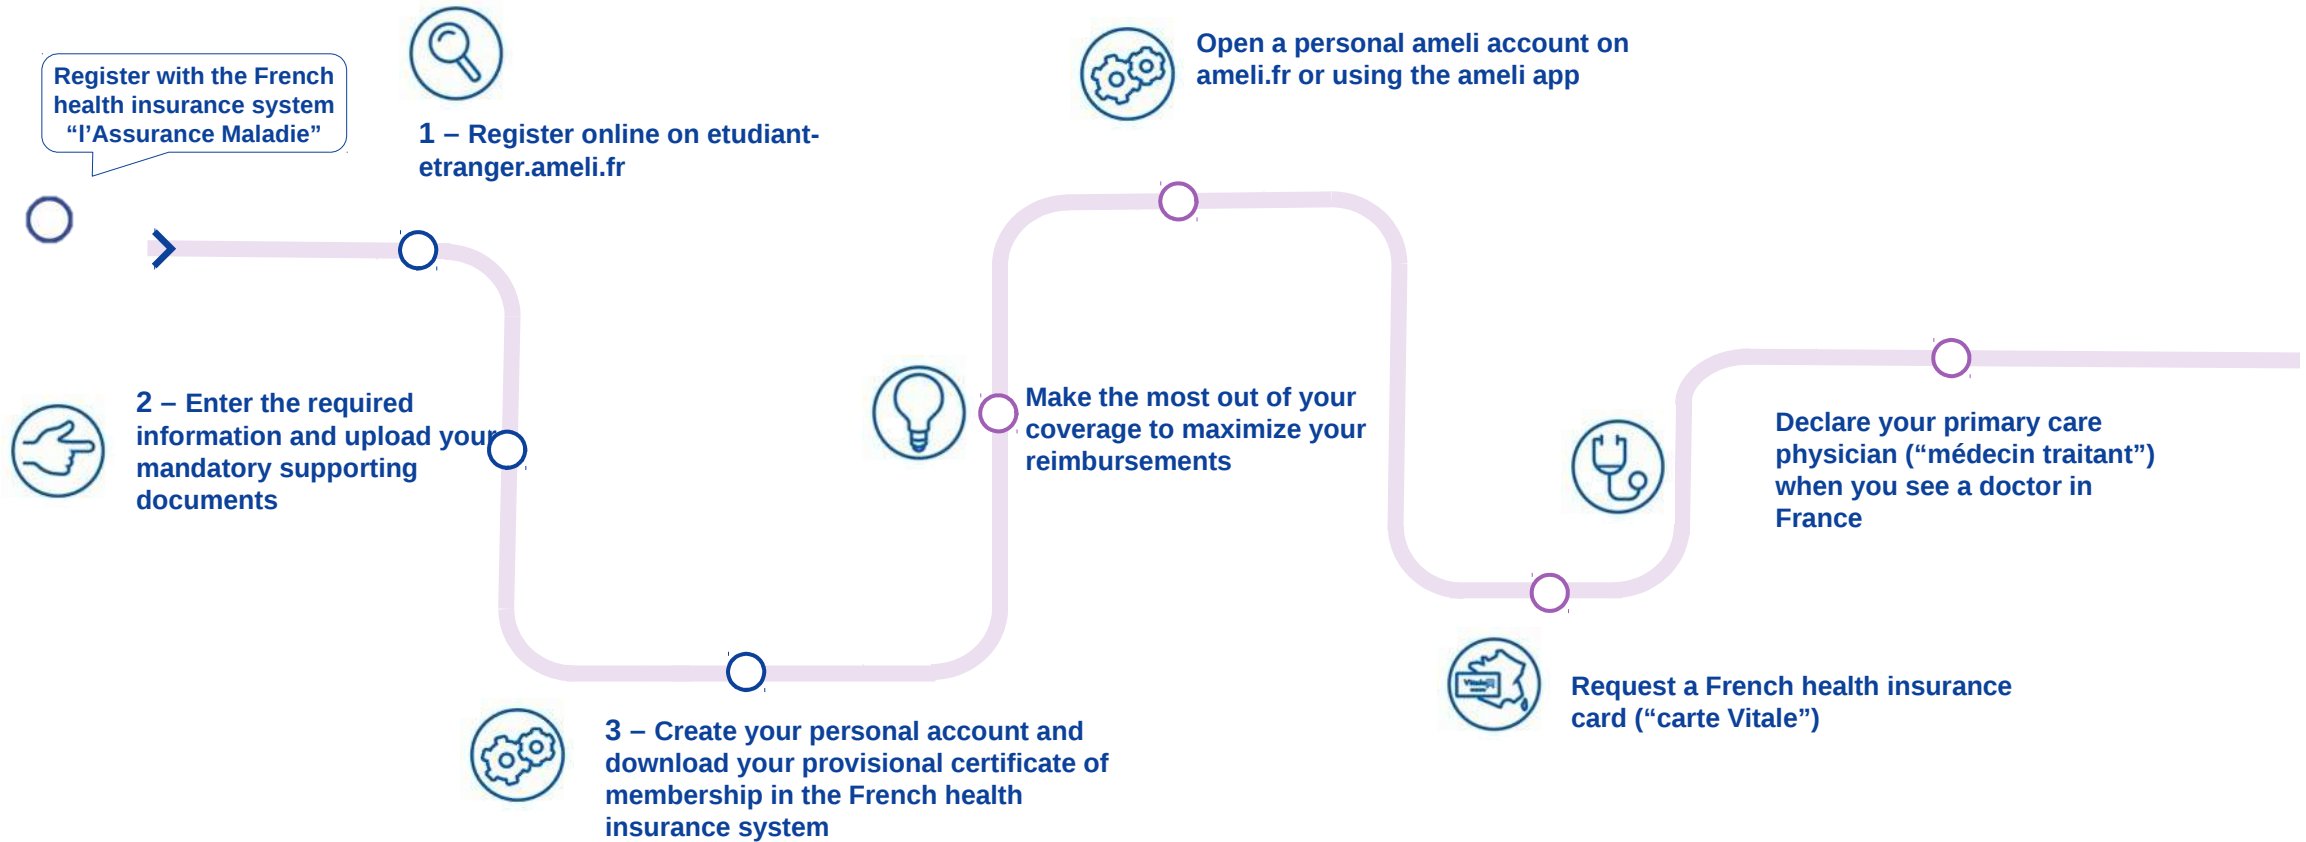 Register with the French
health insurance system
“l’Assurance Maladie”
1 – Register online on etudiant-
etranger.ameli.fr
2 – Enter the required
information and upload your
mandatory supporting
documents
3 – Create your personal account and
download your provisional certificate of
membership in the French health
insurance system
Make the most out of your
coverage to maximize your
reimbursements
Open a personal ameli account on
ameli.fr or using the ameli app
Vitale
Request a French health insurance
card (“carte Vitale”)
Declare your primary care
physician (“médecin traitant”)
when you see a doctor in
France